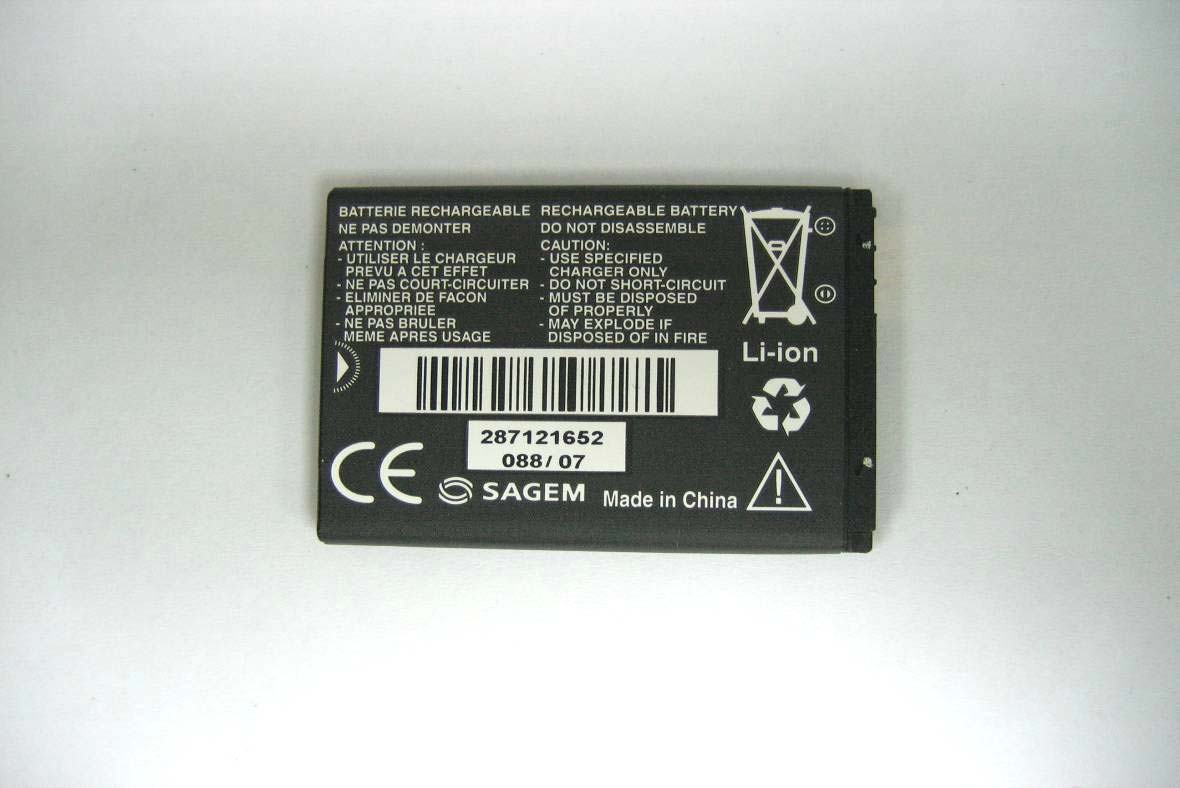 BATTERIE RECHARGEABLE
NE PAS DEMONTER
ATTENTION :
- UTILISER LE CHARGEUR
PREVU A CET EFFET
- NE PAS COURT-CIRCUITER
- ELIMINER DE FACON
APPROPRIEE
- NE PAS BRULER
MEME APRES USAGE
RECHARGEABLE BATTERY
DO NOT DISASSEMBLE
CAUTION:
- USE SPECIFIED
CHARGER ONLY
- DO NOT SHORT-CIRCUIT
- MUST BE DISPOSED
OF PROPERLY
- MAY EXPLODE IF
DISPOSED OF IN FIRE
Li-ion
287121652
088/ 07
CE
SAGEM
Made in China
!